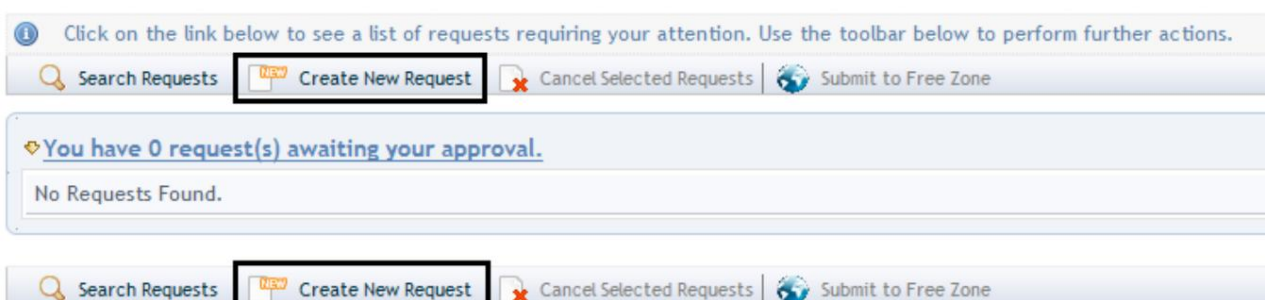 Click on the link below to see a list of requests requiring your attention. Use the toolbar below to perform further actions.
Search Requests NEW Create New Request Cancel Selected Requests Submit to Free Zone
You have 0 request(s) awaiting your approval.
No Requests Found.
Search Requests NEW Create New Request Cancel Selected Requests Submit to Free Zone